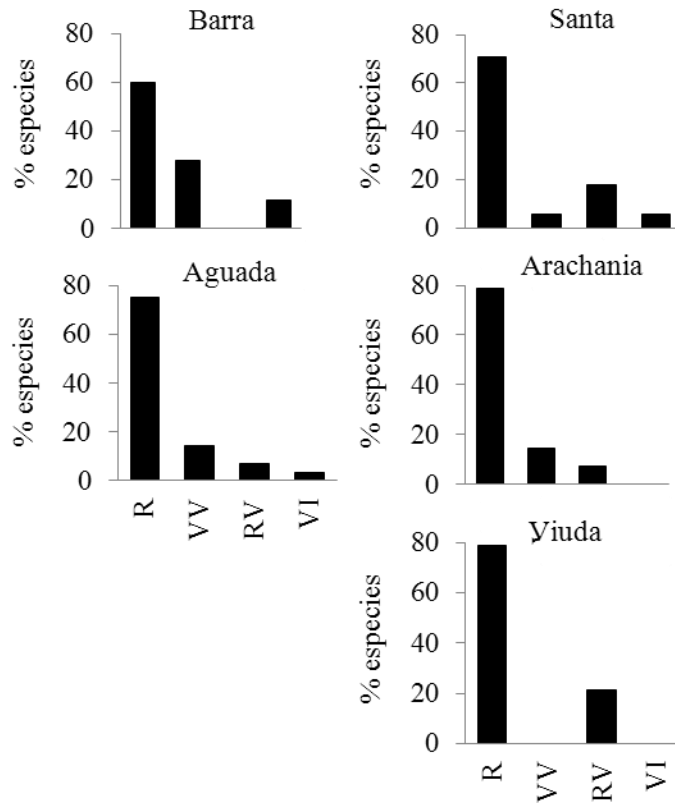 Barra
% especies
80
60
40
20
0
Santa
% especies
80
60
40
20
0
Aguada
% especies
80
60
40
20
0
R
VV
RV
VI
Arachania
% especies
80
60
40
20
0
Viuda
% especies
80
60
40
20
0
R
VV
RV
VI